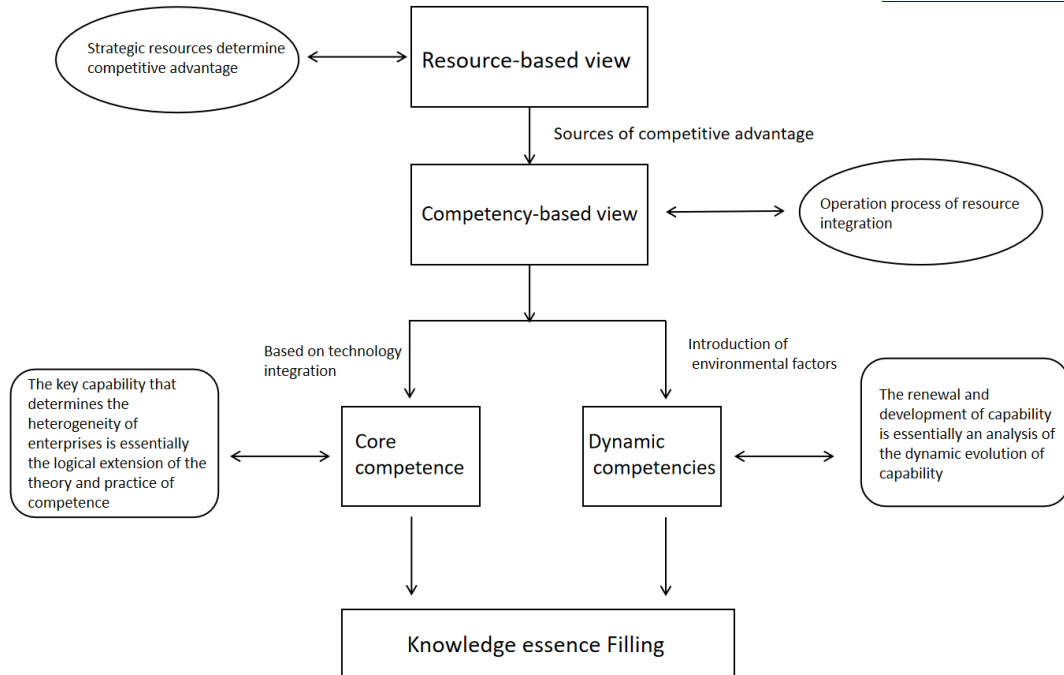 Strategic resources determine
competitive advantage
Resource-based view
Sources of competitive advantage
Competency-based view
Operation process of resource
integration
Based on technology
integration
Introduction of
environmental factors
The key capability that
determines the
heterogeneity of
enterprises is essentially
the logical extension of the
theory and practice of
competence
Core
competence
Dynamic
competencies
The renewal and
development of capability
is essentially an analysis of
the dynamic evolution of
capability
Knowledge essence Filling